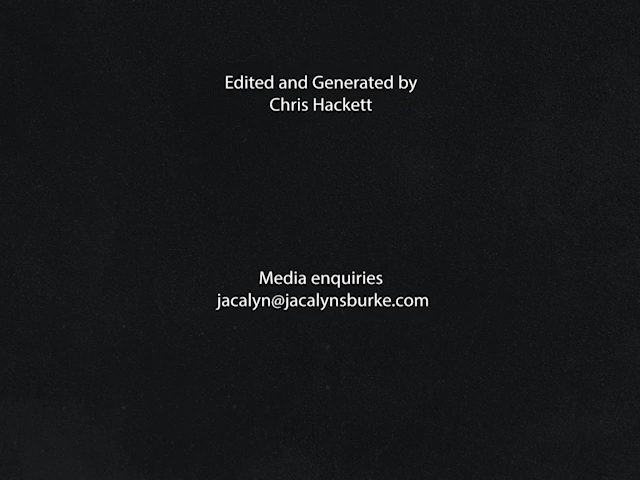 Edited and Generated by
Chris Hackett
Media enquiries
jacalyn@jacalynsburke.com